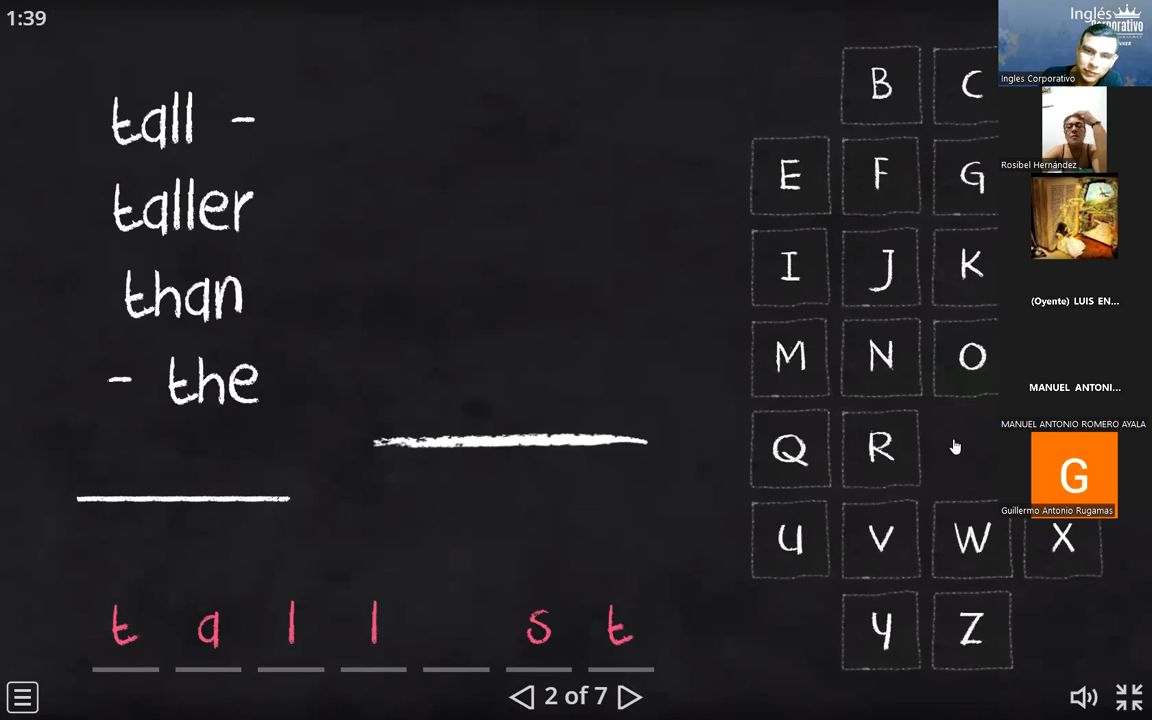 1:39
tall -
taller
than
- the
B C
E F G
I J K
M N O
Q R
U V W X
Y Z
t a l l s t
2 of 7
Inglés
Corporativo
Ingles Corporativo
Rosibel Hernández
(Oyente) LUIS EN...
MANUEL ANTONI...
MANUEL ANTONIO ROMERO AYALA
G
Guillermo Antonio Rugamas